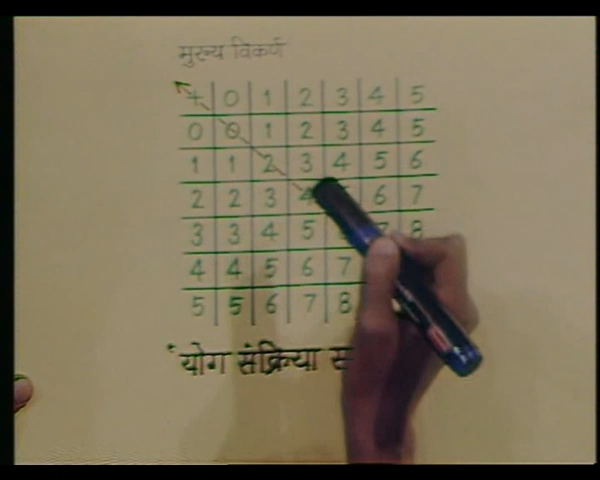 मुख्य विकर्ण
+ 0 1 2 3 4 5
0 0 1 2 3 4 5
1 1 2 3 4 5 6
2 2 3 4 6 7
3 3 4 5 8
4 4 5 6 7
5 5 6 7 8
योग संक्रिया स